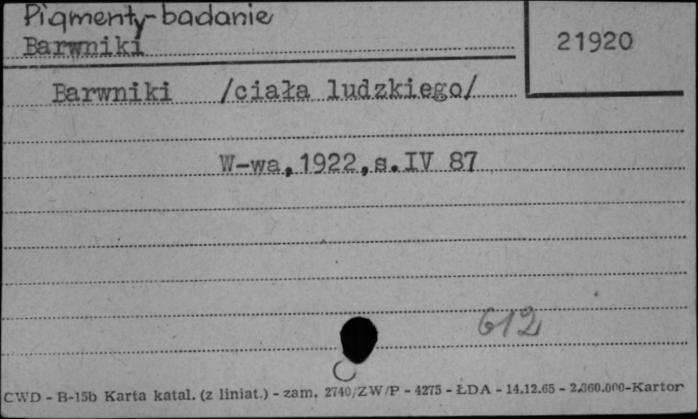 Pigmenty-badanie
Barwniki
21920
Barwniki /ciała ludzkiego/
W-wa, 1922, s. IV 87
612
CWD - B-15b Karta katal. (z liniat.) - zam. 2740/ZW/P - 4275 - ŁDA - 14.12.65 - 2.360.000-Karton